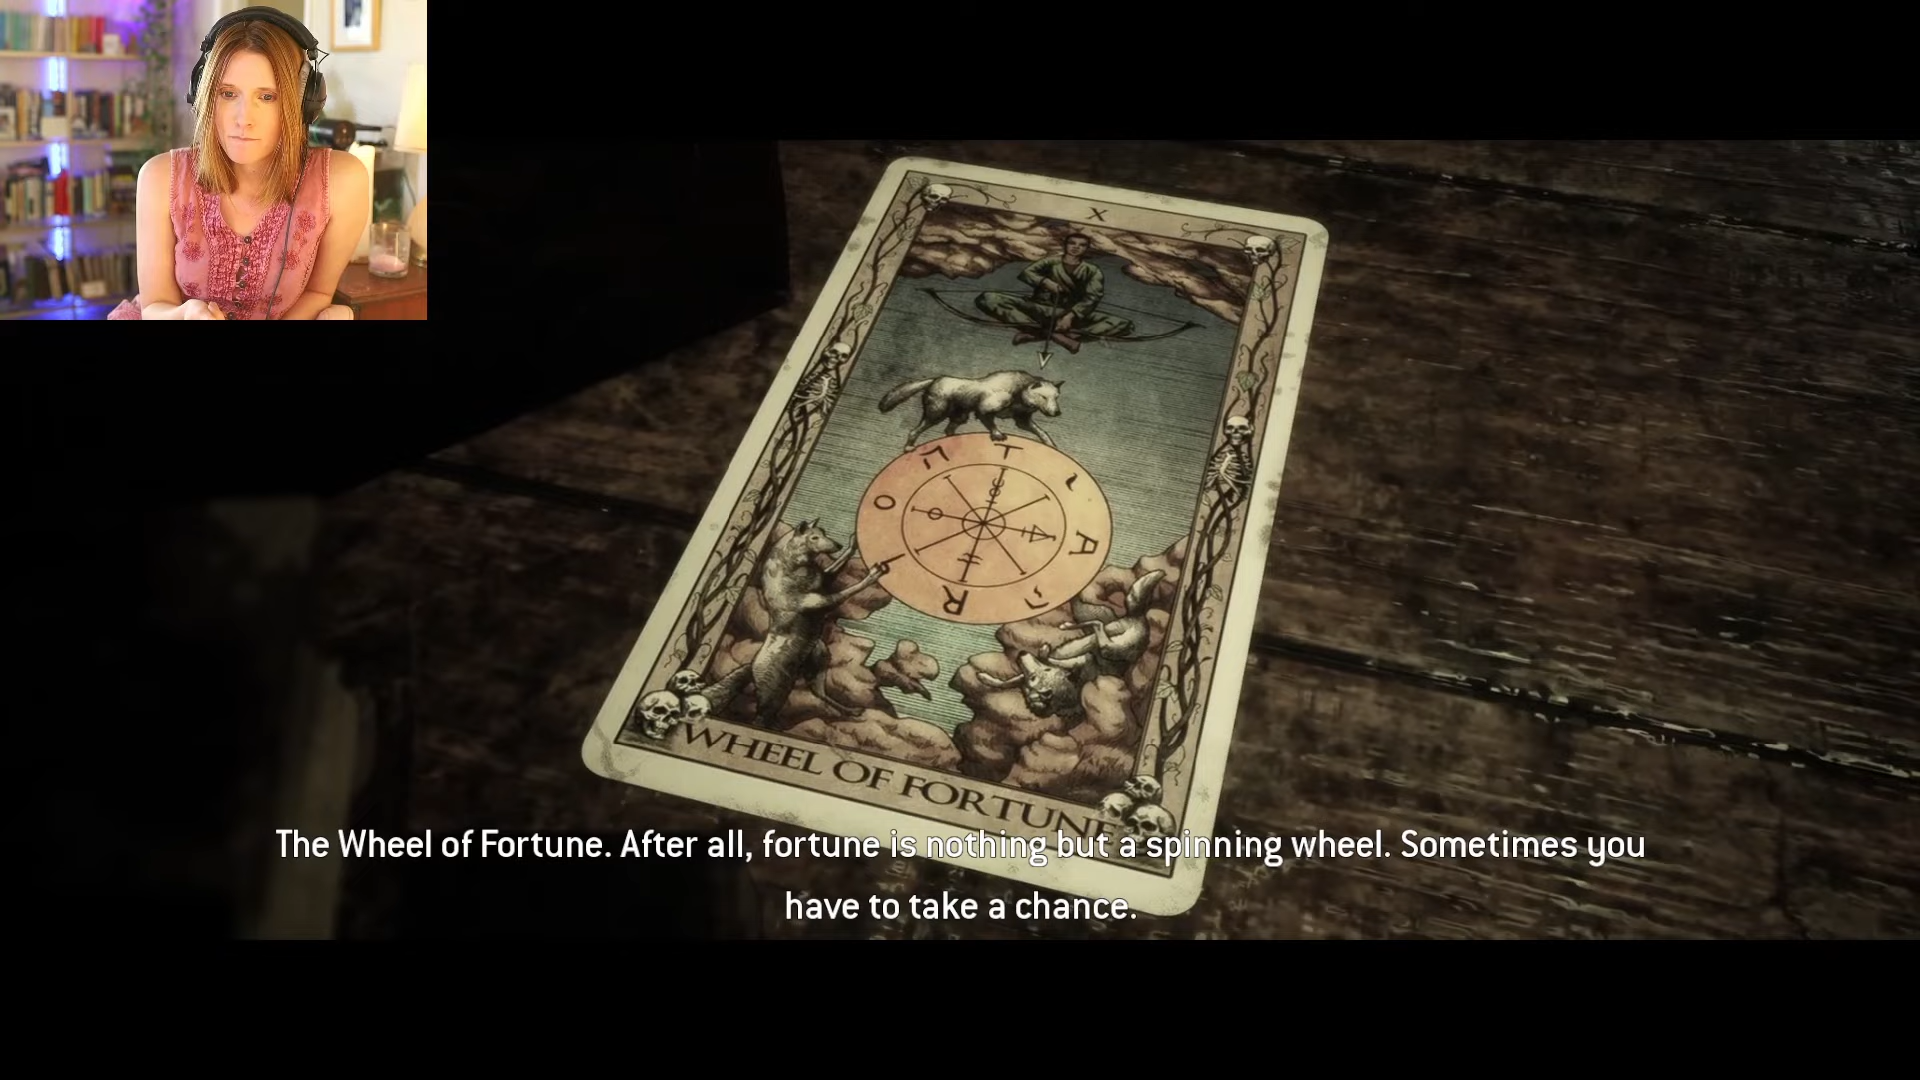 X
WHEEL OF FORTUNE
The Wheel of Fortune. After all, fortune is nothing but a spinning wheel. Sometimes you
have to take a chance.